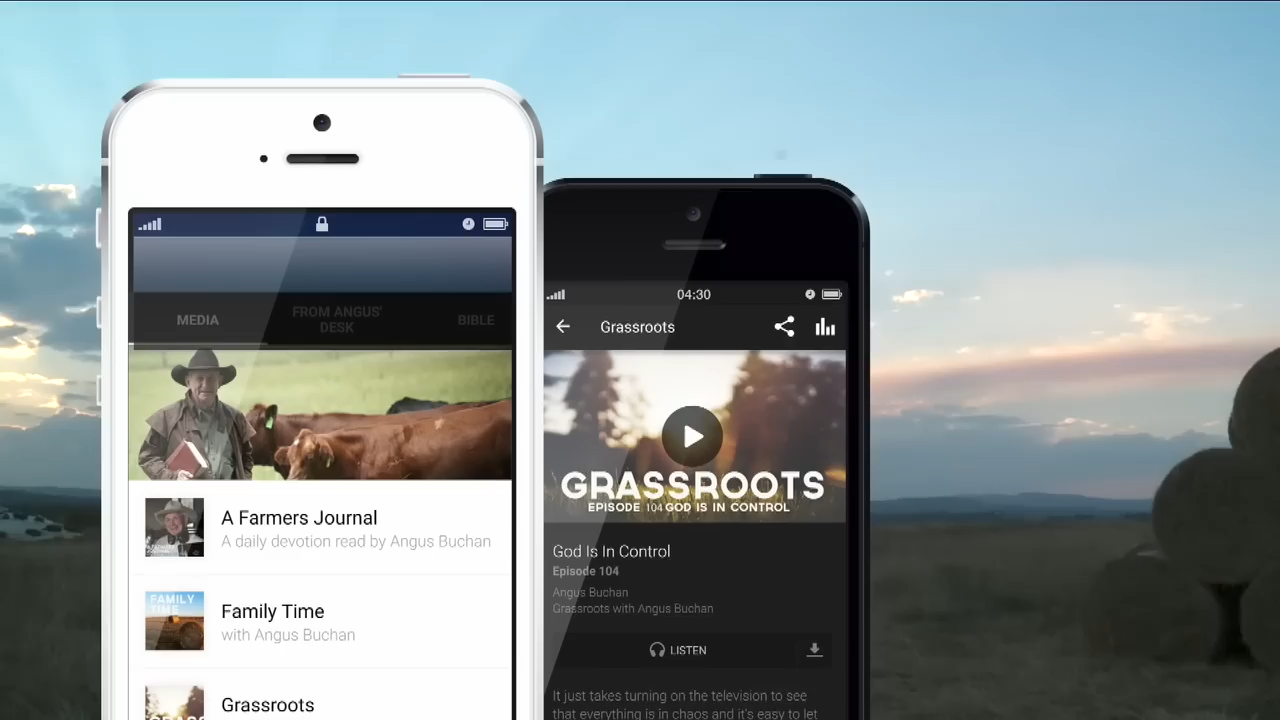 MEDIA
FROM ANGUS'
DESK
BIBLE
A Farmers Journal
A daily devotion read by Angus Buchan
FAMILY
TIME
Family Time
with Angus Buchan
Grassroots
04:30
Grassroots
GRASSROOTS
EPISODE 104 GOD IS IN CONTROL
God Is In Control
Episode 104
Angus Buchan
Grassroots with Angus Buchan
LISTEN
It just takes turning on the television to see
that everything is in chaos and it's easy to let